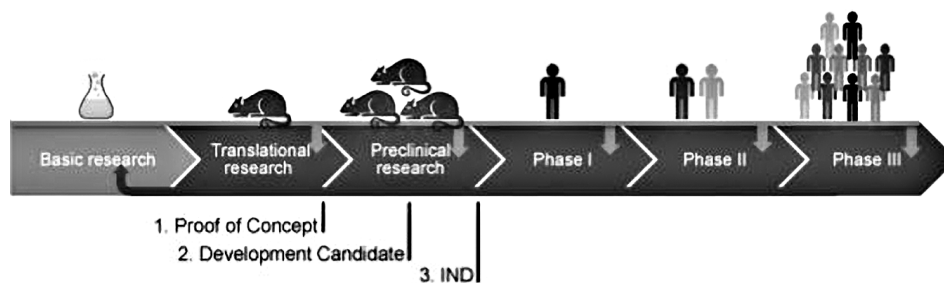 Basic research
Translational
research
Preclinical
research
Phase I
Phase II
Phase III
1. Proof of Concept
2. Development Candidate
3. IND